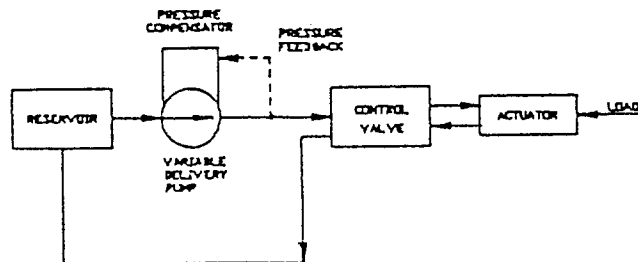 PRESSURE
COMPENSATOR
PRESSURE
FEEDBACK
RESERVOIR
CONTROL
VALVE
ACTUATOR
LOAD
VARIABLE
DELIVERY
PUMP